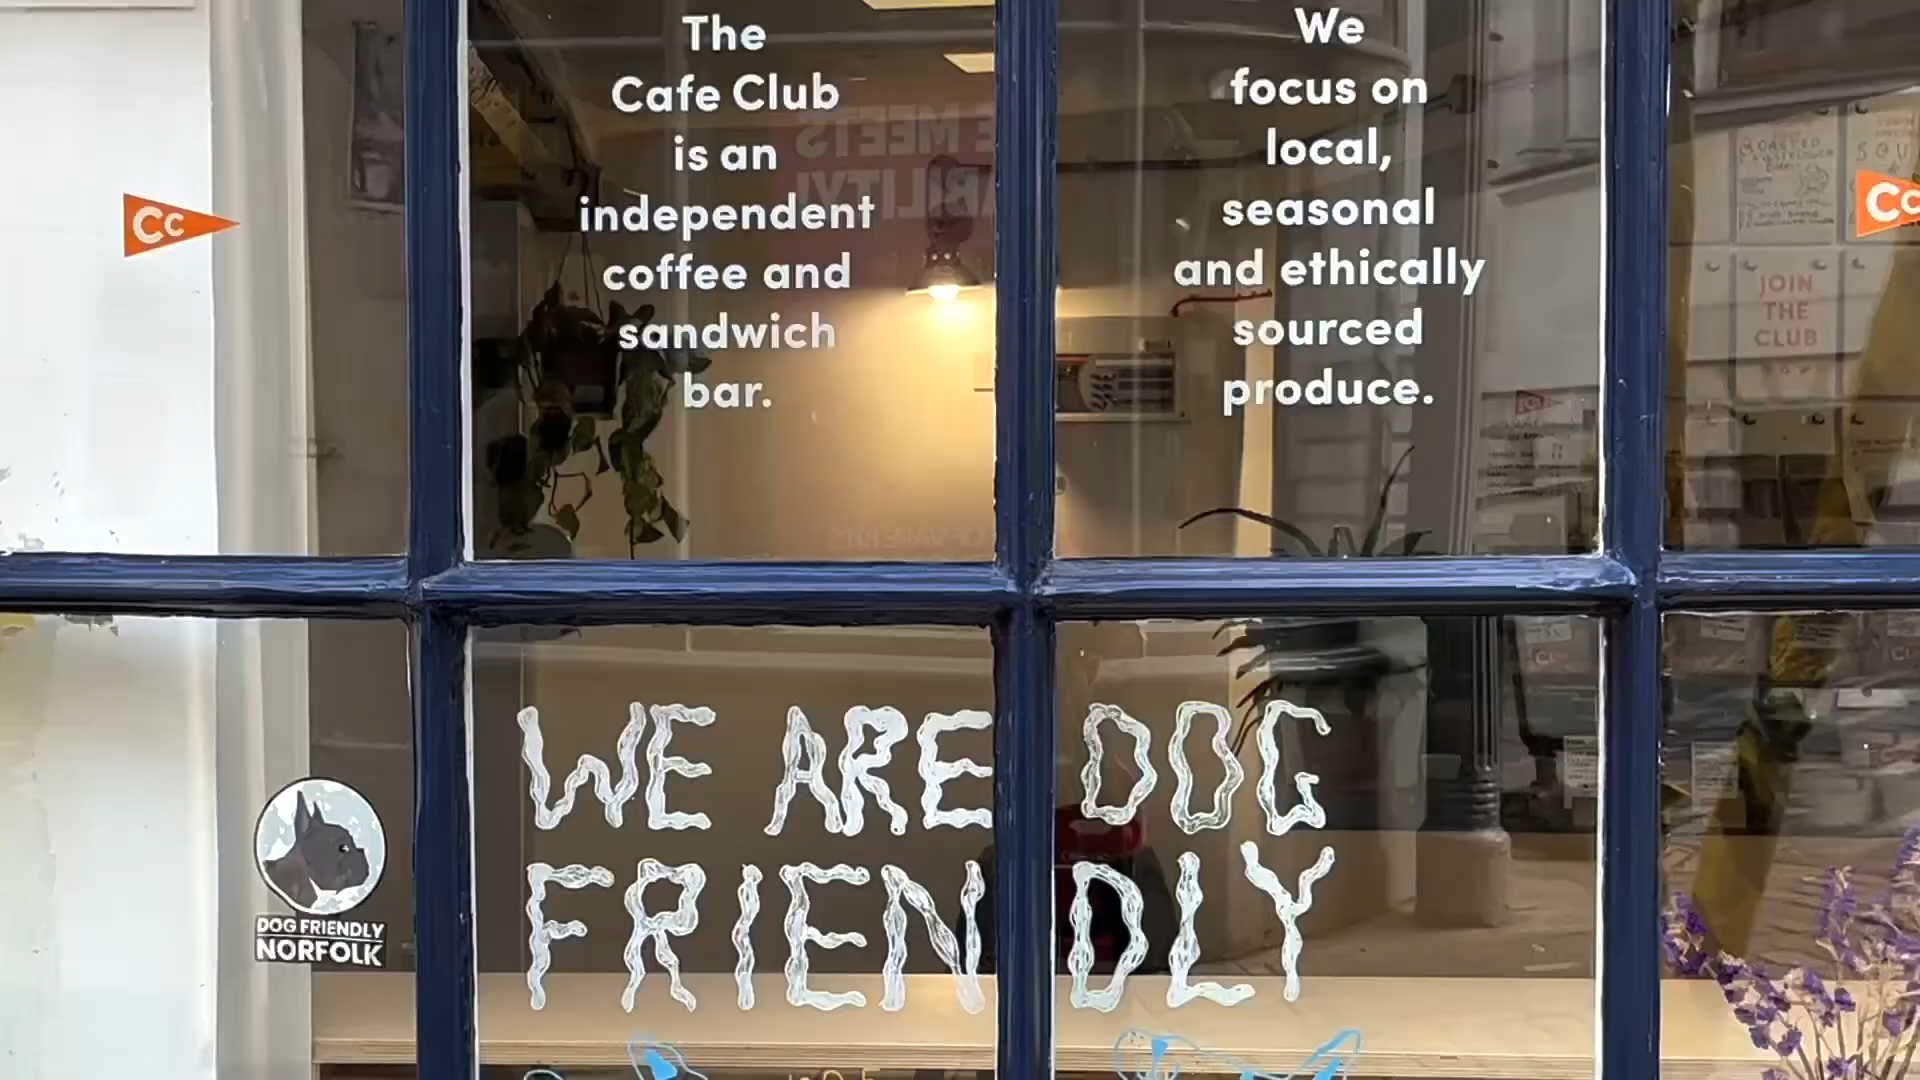 The
Cafe Club
is an
independent
coffee and
sandwich
bar.
We
focus on
local,
seasonal
and ethically
sourced
produce.
Cc
Cc
JOIN
THE
CLUB
MEETS
WE ARE DOG
FRIENDLY
DOG FRIENDLY
NORFOLK